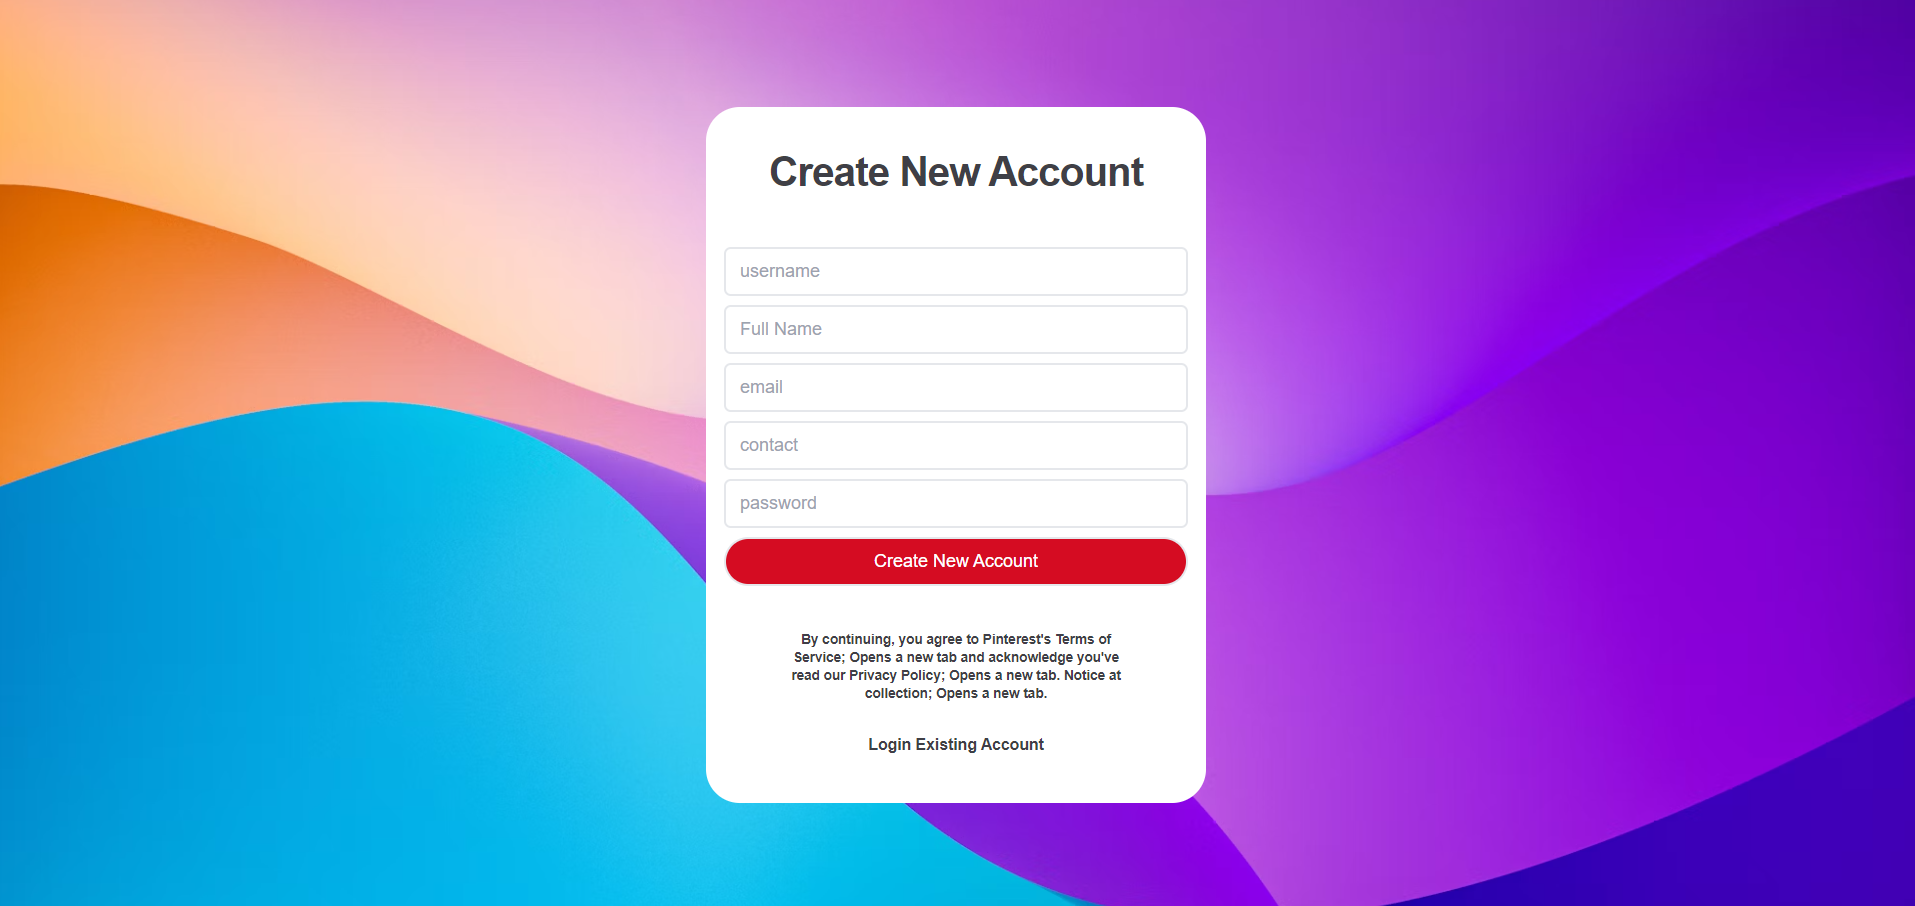 Create New Account
username
Full Name
email
contact
password
Create New Account
By continuing, you agree to Pinterest's Terms of
Service; Opens a new tab and acknowledge you've
read our Privacy Policy; Opens a new tab. Notice at
collection; Opens a new tab.
Login Existing Account